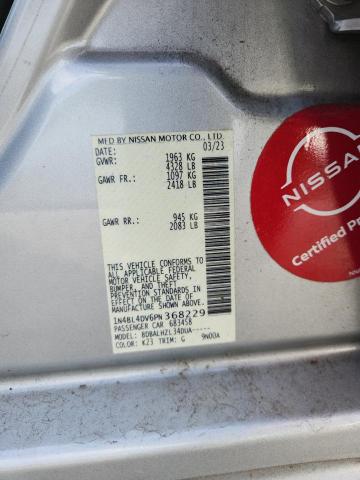 MFD BY NISSAN MOTOR CO., LTD.
DATE: 03/23
GVWR: 1963 KG
4328 LB
GAWR FR: 1097 KG
2418 LB
GAWR RR: 945 KG
2083 LB
THIS VEHICLE CONFORMS TO ALL
APPLICABLE FEDERAL
MOTOR VEHICLE SAFETY,
BUMPER, AND THEFT
PREVENTION STANDARDS IN
EFFECT ON THE DATE OF
MANUFACTURE SHOWN ABOVE.
1N4BL4DV6PN368229
PASSENGER CAR 683458
MODEL: BDBALHZL34DUA-----
COLOR: K23 TRIM: G 9N00A
NISSAN
Certified P